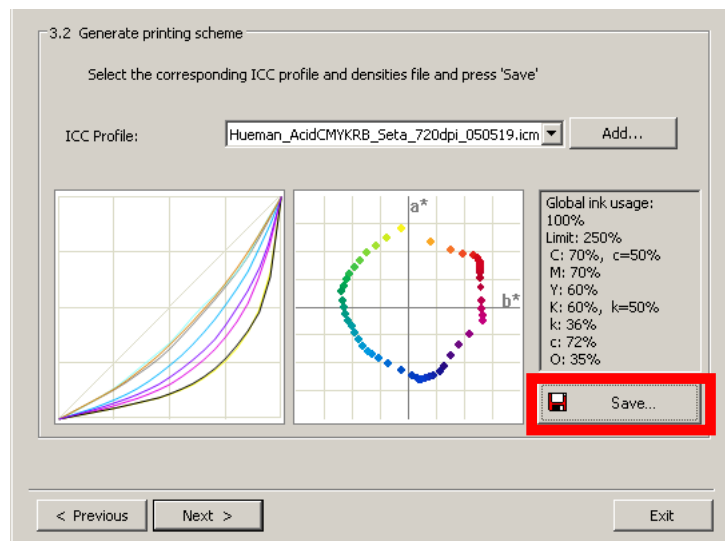 3.2 Generate printing scheme
Select the corresponding ICC profile and densities file and press 'Save'
ICC Profile:
Hueman_AcidCMYKRB_Seta_720dpi_050519.icm
Add...
a*
b*
Global ink usage:
100%
Limit: 250%
C: 70%, c=50%
M: 70%
Y: 60%
K: 60%, k=50%
k: 36%
c: 72%
O: 35%
Save...
< Previous
Next >
Exit